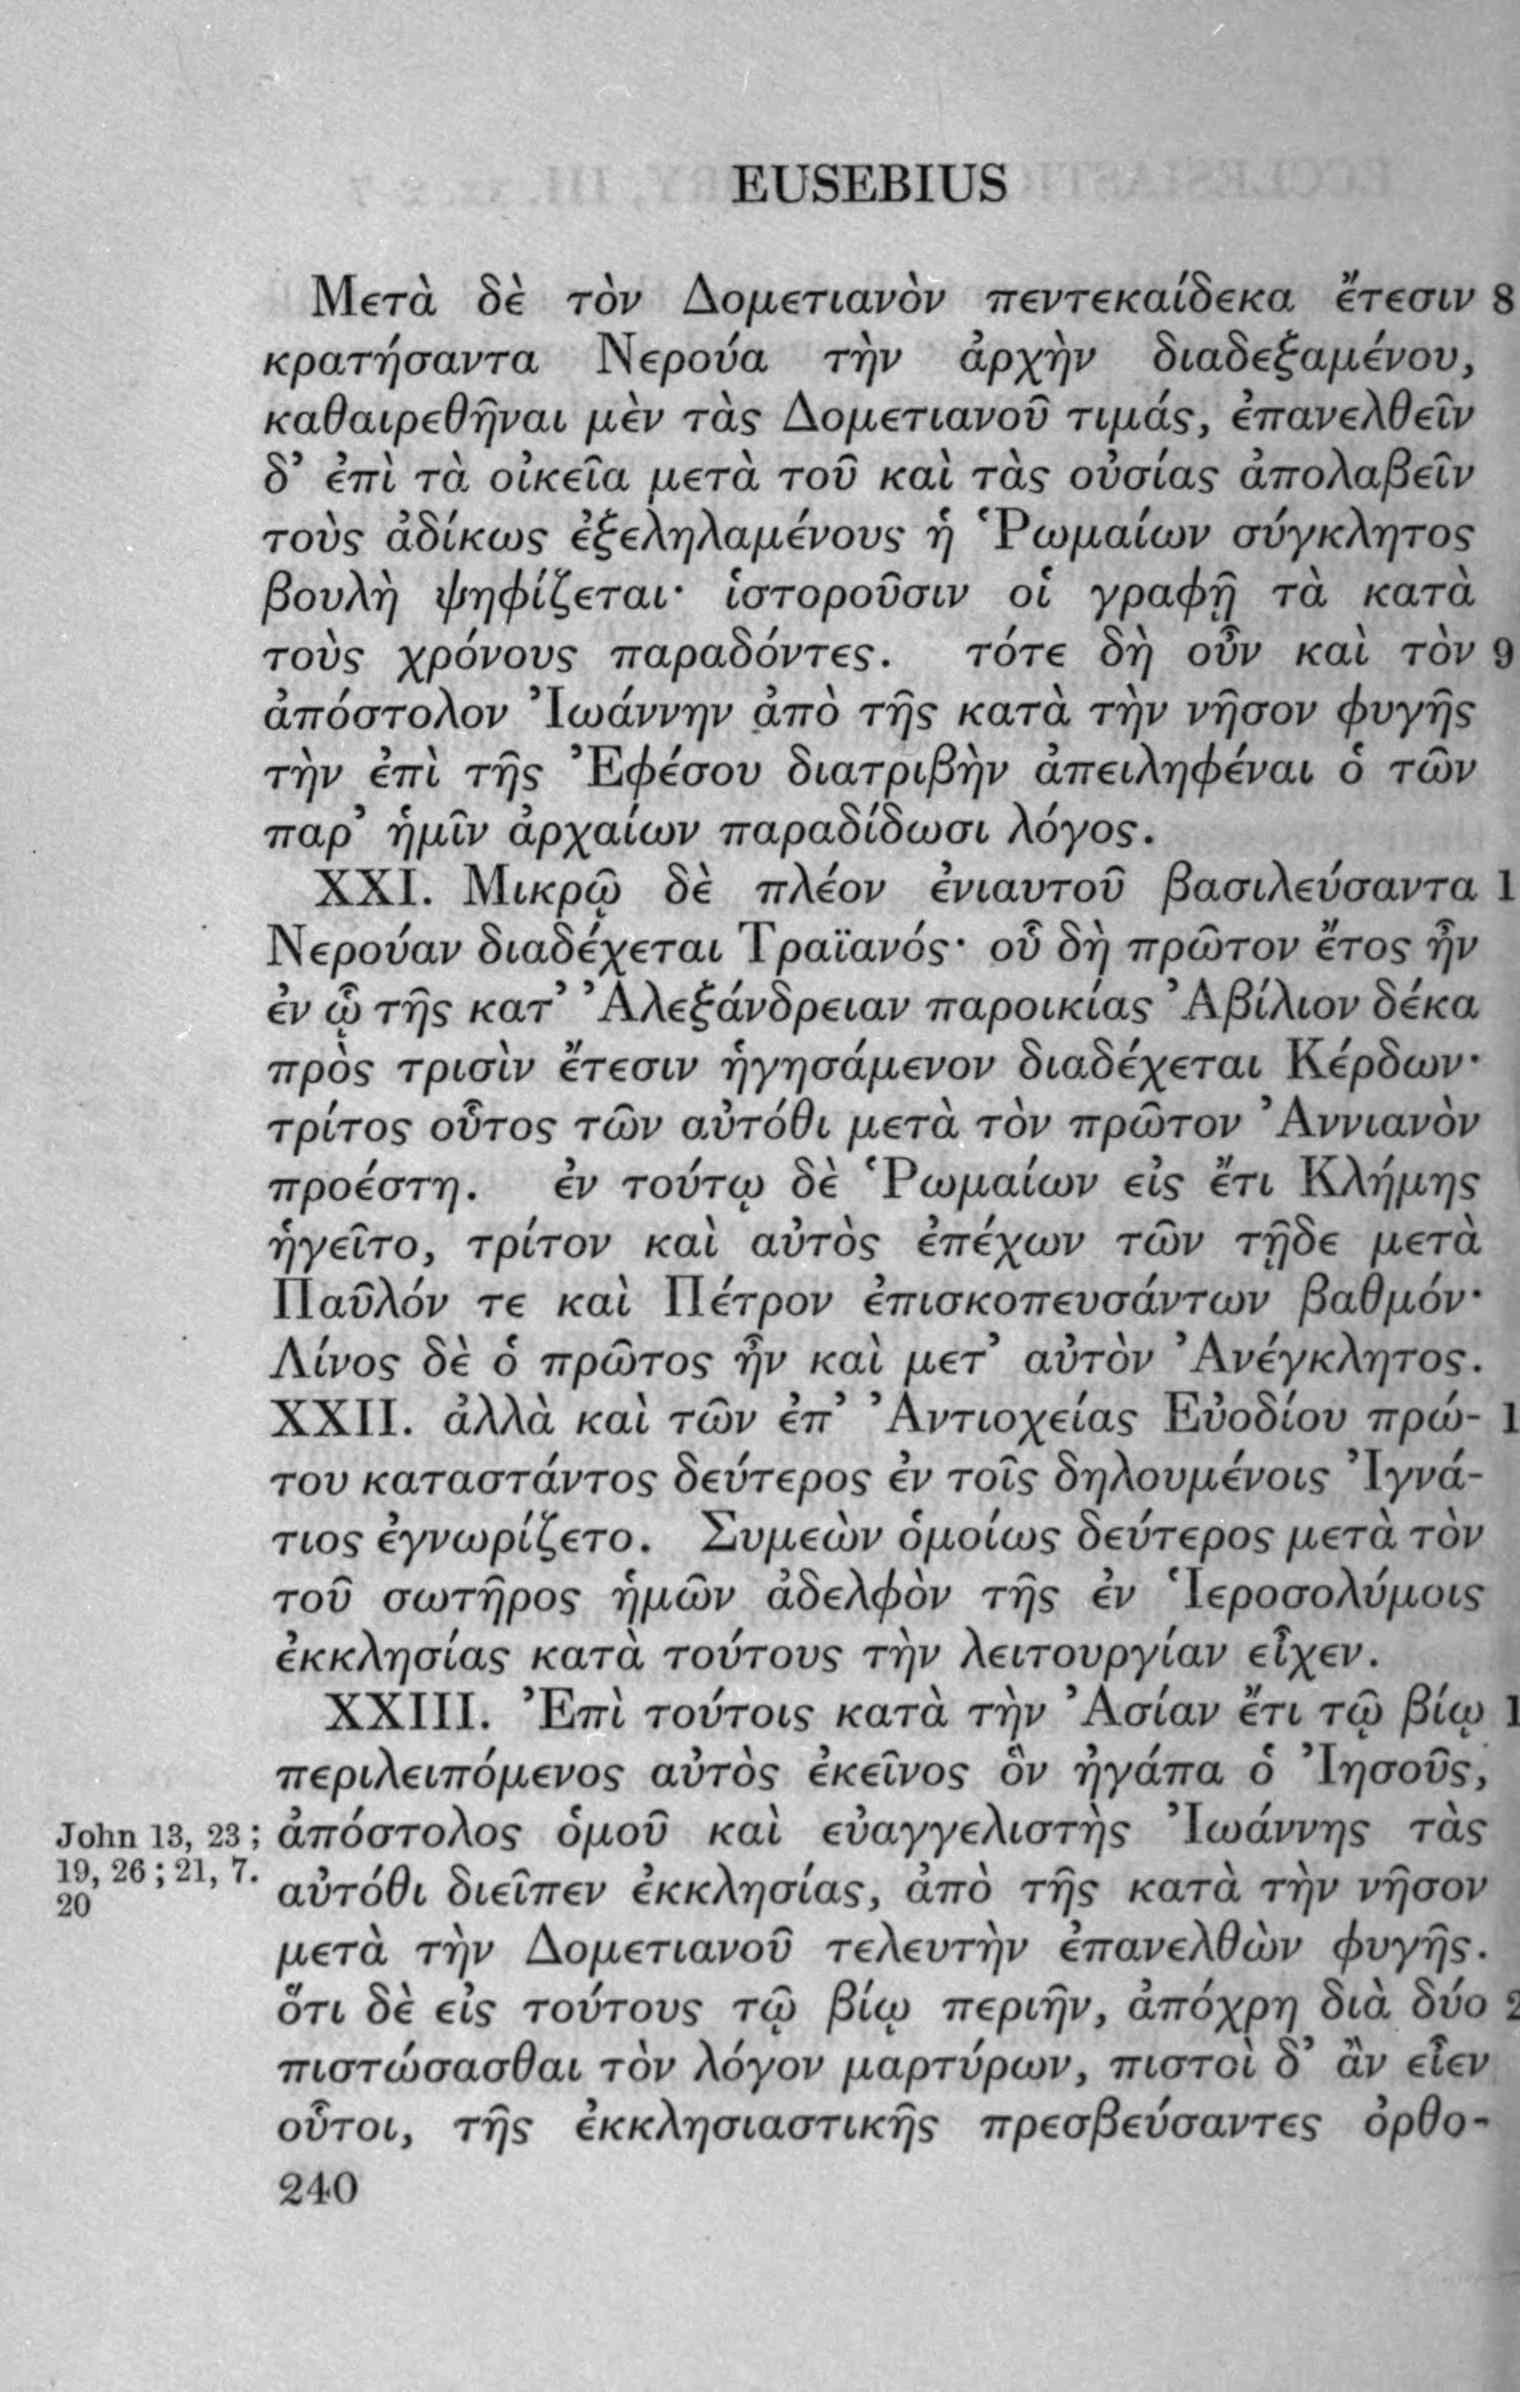 EUSEBIUS
Μετὰ δὲ τὸν Δομετιανὸν πεντεκαίδεκα ἔτεσιν 8
κρατήσαντα Νερούα τὴν ἀρχὴν διαδεξαμένου,
καθαιρεθῆναι μὲν τὰς Δομετιανοῦ τιμάς, ἐπανελθεῖν
δ’ ἐπὶ τὰ οἰκεῖα μετὰ τοῦ καὶ τὰς οὐσίας ἀπολαβεῖν
τοὺς ἀδίκως ἐξεληλαμένους ἡ Ῥωμαίων σύγκλητος
βουλὴ ψηφίζεται· ἱστοροῦσιν οἱ γραφῇ τὰ κατὰ
τοὺς χρόνους παραδόντες. τότε δὴ οὖν καὶ τὸν 9
ἀπόστολον Ἰωάννην ἀπὸ τῆς κατὰ τὴν νῆσον φυγῆς
τὴν ἐπὶ τῆς Ἐφέσου διατριβὴν ἀπειληφέναι ὁ τῶν
παρ’ ἡμῖν ἀρχαίων παραδίδωσι λόγος.
XXI. Μικρῷ δὲ πλέον ἐνιαυτοῦ βασιλεύσαντα 1
Νερούαν διαδέχεται Τραϊανός· οὗ δὴ πρῶτον ἔτος ἦν
ἐν ᾧ τῆς κατ’ Ἀλεξάνδρειαν παροικίας Ἀβίλιον δέκα
πρὸς τρισὶν ἔτεσιν ἡγησάμενον διαδέχεται Κέρδων·
τρίτος οὗτος τῶν αὐτόθι μετὰ τὸν πρῶτον Ἀννιανὸν
προέστη. ἐν τούτῳ δὲ Ῥωμαίων εἰς ἔτι Κλήμης
ἡγεῖτο, τρίτον καὶ αὐτὸς ἐπέχων τῶν τῇδε μετὰ
Παῦλόν τε καὶ Πέτρον ἐπισκοπευσάντων βαθμόν·
Λίνος δὲ ὁ πρῶτος ἦν καὶ μετ’ αὐτὸν Ἀνέγκλητος.
XXII. ἀλλὰ καὶ τῶν ἐπ’ Ἀντιοχείας Εὐοδίου πρώ- 1
του καταστάντος δεύτερος ἐν τοῖς δηλουμένοις Ἰγνά-
τιος ἐγνωρίζετο. Συμεὼν ὁμοίως δεύτερος μετὰ τὸν
τοῦ σωτῆρος ἡμῶν ἀδελφὸν τῆς ἐν Ἱεροσολύμοις
ἐκκλησίας κατὰ τούτους τὴν λειτουργίαν εἶχεν.
XXIII. Ἐπὶ τούτοις κατὰ τὴν Ἀσίαν ἔτι τῷ βίῳ 1
περιλειπόμενος αὐτὸς ἐκεῖνος ὃν ἠγάπα ὁ Ἰησοῦς,
John 13, 23; ἀπόστολος ὁμοῦ καὶ εὐαγγελιστὴς Ἰωάννης τὰς
19, 26; 21, 7. αὐτόθι διεῖπεν ἐκκλησίας, ἀπὸ τῆς κατὰ τὴν νῆσον
20
μετὰ τὴν Δομετιανοῦ τελευτὴν ἐπανελθὼν φυγῆς.
ὅτι δὲ εἰς τούτους τῷ βίῳ περιῆν, ἀπόχρη διὰ δύο 2
πιστώσασθαι τὸν λόγον μαρτύρων, πιστοὶ δ’ ἂν εἶεν
οὗτοι, τῆς ἐκκλησιαστικῆς πρεσβεύσαντες ὀρθο-
240